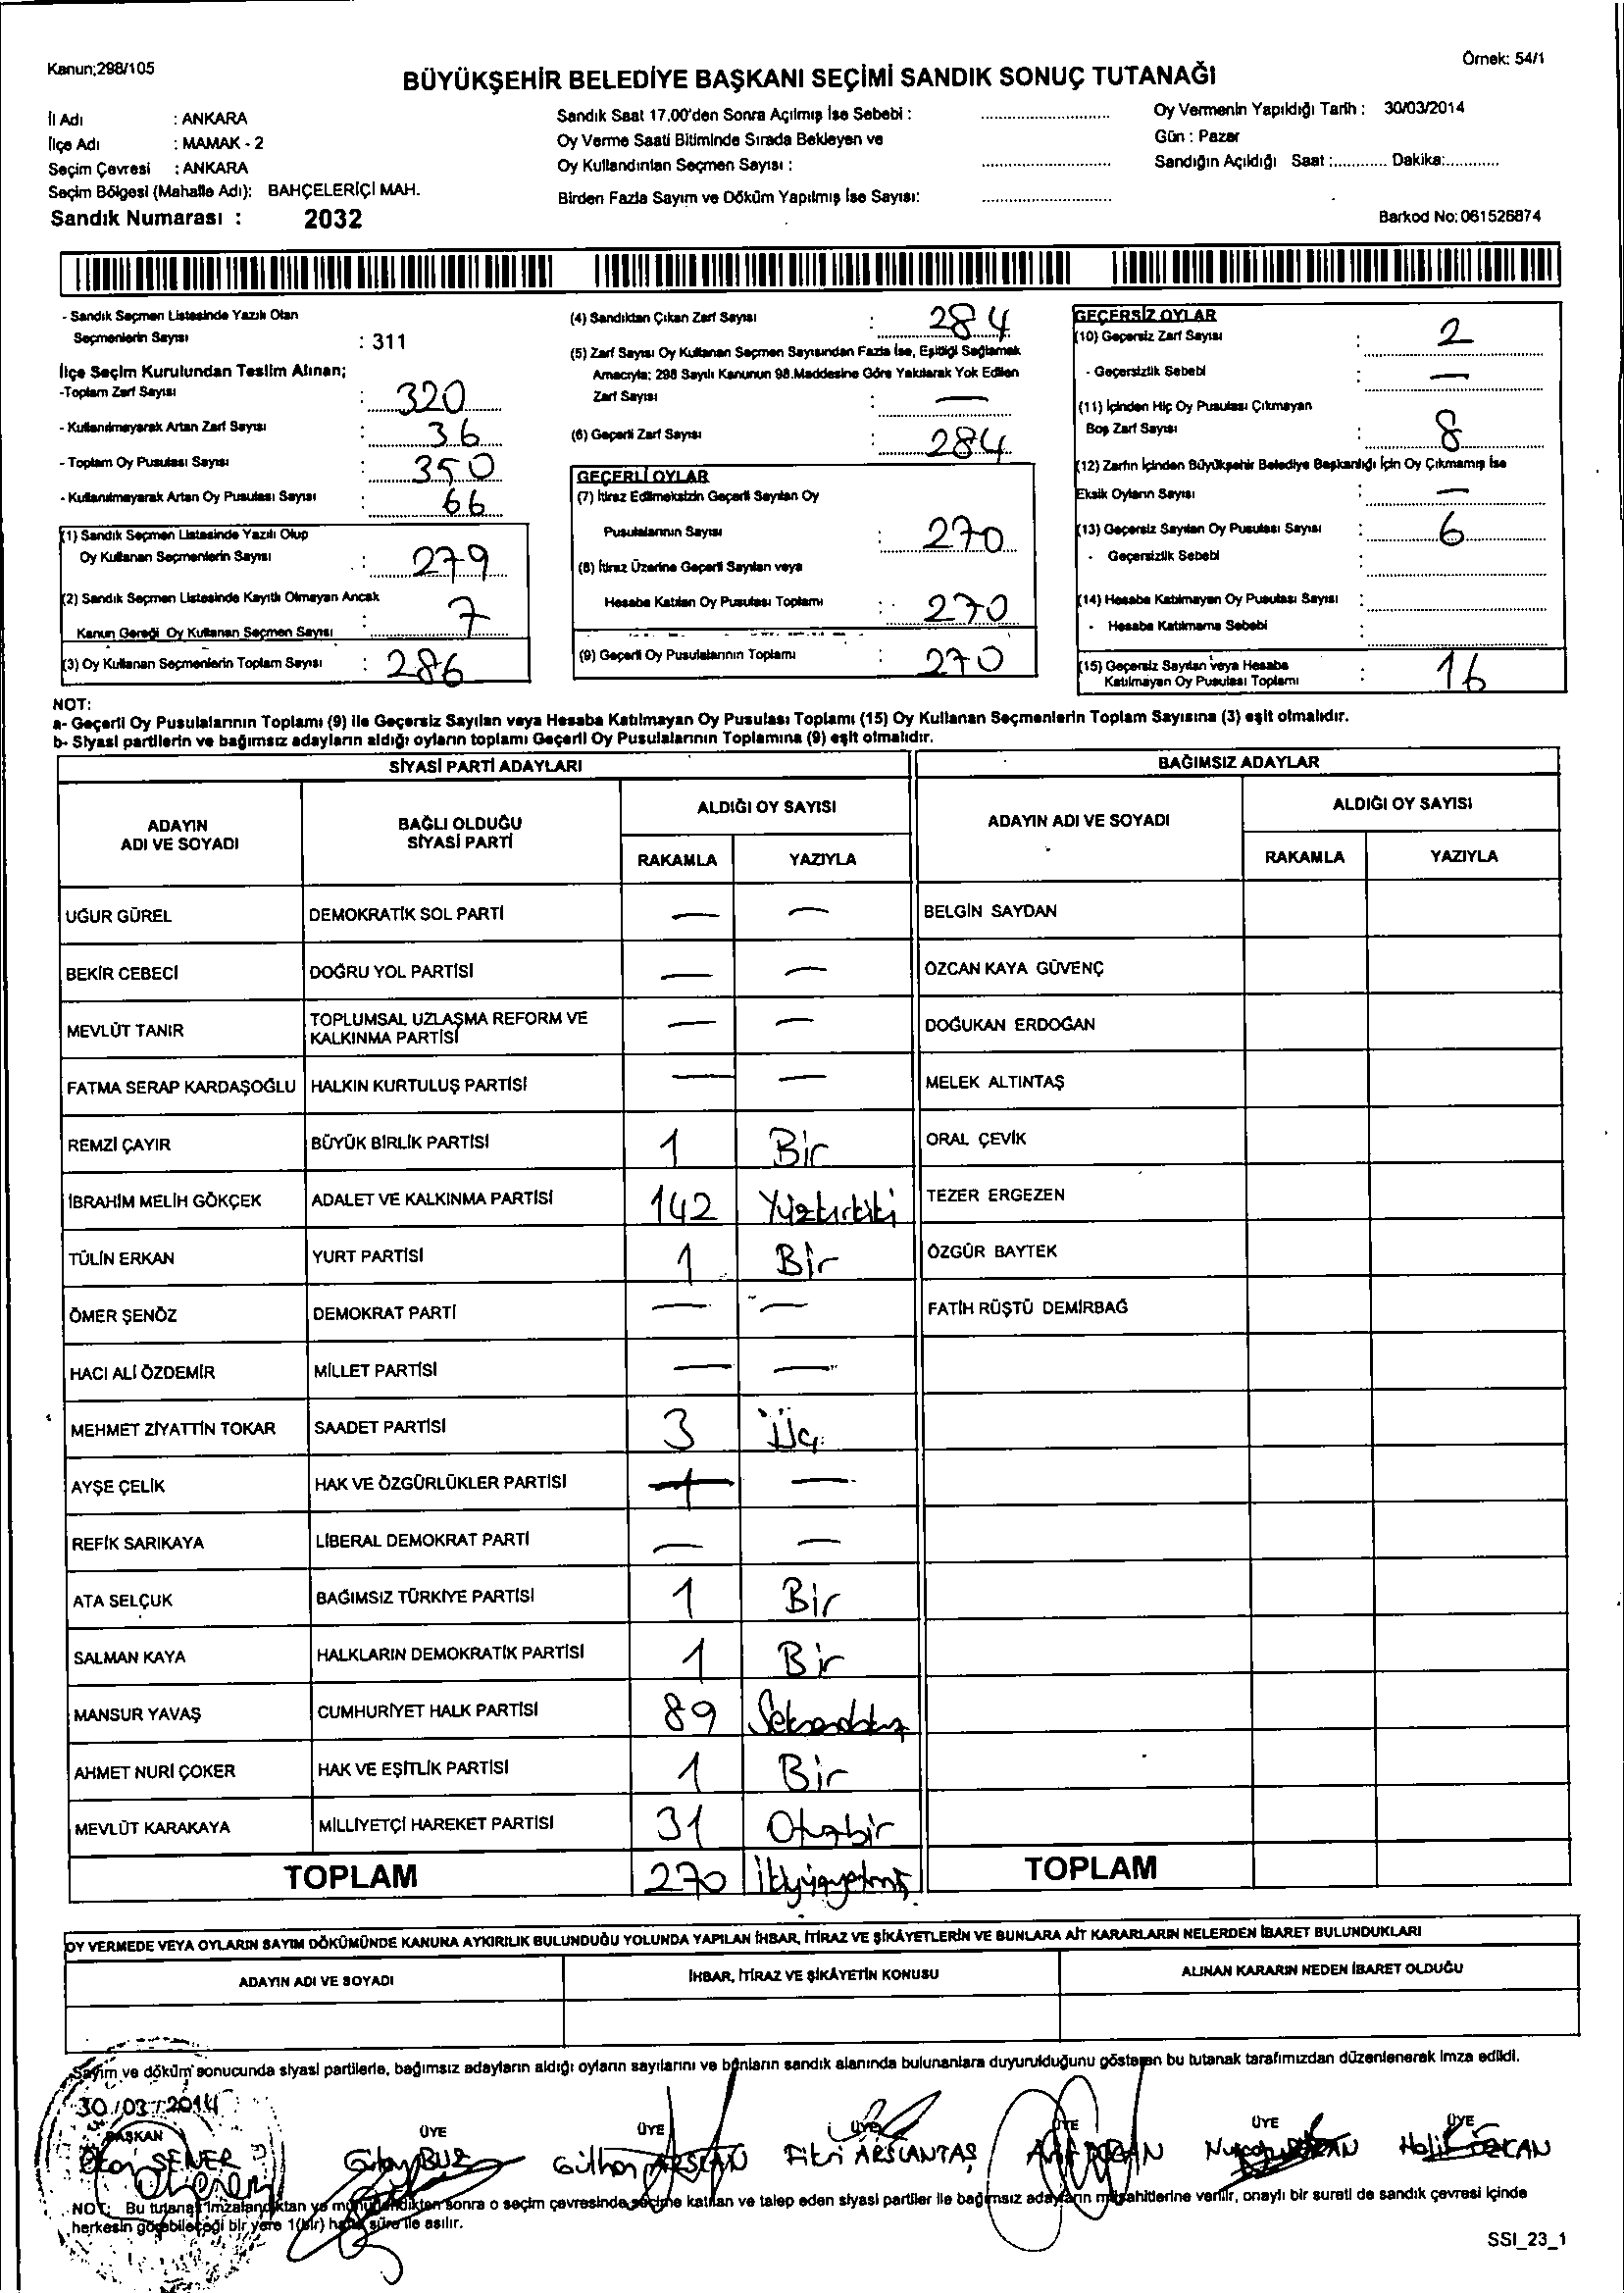 Kanun;298/105
Örnek: 54/1
BÜYÜKŞEHİR BELEDİYE BAŞKANI SEÇİMİ SANDIK SONUÇ TUTANAĞI
İl Adı : ANKARA
İlçe Adı : MAMAK - 2
Seçim Çevresi : ANKARA
Seçim Bölgesi (Mahalle Adı): BAHÇELERİÇİ MAH.
Sandık Numarası : 2032
Sandık Saat 17.00'den Sonra Açılmış İse Sebebi :
Oy Verme Saati Bitiminde Sırada Bekleyen ve
Oy Kullandırılan Seçmen Sayısı :
Birden Fazla Sayım ve Döküm Yapılmış İse Sayısı:
Oy Vermenin Yapıldığı Tarih : 30/03/2014
Gün : Pazar
Sandığın Açıldığı Saat :............ Dakika:............
Barkod No: 061526874
- Sandık Seçmen Listesinde Yazılı Olan
Seçmenlerin Sayısı : 311
İlçe Seçim Kurulundan Teslim Alınan;
-Toplam Zarf Sayısı : 320
- Kullanılmayarak Artan Zarf Sayısı : 36
- Toplam Oy Pusulası Sayısı : 350
- Kullanılmayarak Artan Oy Pusulası Sayısı : 66
(1) Sandık Seçmen Listesinde Yazılı Olup
Oy Kullanan Seçmenlerin Sayısı : 279
(2) Sandık Seçmen Listesinde Kayıtlı Olmayan Ancak
Kanun Gereği Oy Kullanan Seçmen Sayısı : 7
(3) Oy Kullanan Seçmenlerin Toplam Sayısı : 286
(4) Sandıktan Çıkan Zarf Sayısı : 284
(5) Zarf Sayısı Oy Kullanan Seçmen Sayısından Fazla İse, Eşitliği Sağlamak
Amacıyla; 298 Sayılı Kanunun 98.Maddesine Göre Yakılarak Yok Edilen
Zarf Sayısı : —
(6) Geçerli Zarf Sayısı : 284
GEÇERLİ OYLAR
(7) İtiraz Edilmeksizin Geçerli Sayılan Oy
Pusulalarının Sayısı : 270
(8) İtiraz Üzerine Geçerli Sayılan veya
Hesaba Katılan Oy Pusulası Toplamı : 270
(9) Geçerli Oy Pusulalarının Toplamı : 270
GEÇERSİZ OYLAR
(10) Geçersiz Zarf Sayısı : 2
- Geçersizlik Sebebi : —
(11) İçinden Hiç Oy Pusulası Çıkmayan
Boş Zarf Sayısı : 8
(12) Zarfın İçinden Büyükşehir Belediye Başkanlığı İçin Oy Çıkmamış İse
Eksik Oyların Sayısı : —
(13) Geçersiz Sayılan Oy Pusulası Sayısı : 6
- Geçersizlik Sebebi :
(14) Hesaba Katılmayan Oy Pusulası Sayısı :
- Hesaba Katılmama Sebebi :
(15) Geçersiz Sayılan veya Hesaba
Katılmayan Oy Pusulası Toplamı : 16
NOT:
a- Geçerli Oy Pusulalarının Toplamı (9) ile Geçersiz Sayılan veya Hesaba Katılmayan Oy Pusulası Toplamı (15) Oy Kullanan Seçmenlerin Toplam Sayısına (3) eşit olmalıdır.
b- Siyasi partilerin ve bağımsız adayların aldığı oyların toplamı Geçerli Oy Pusulalarının Toplamına (9) eşit olmalıdır.
SİYASİ PARTİ ADAYLARI
BAĞIMSIZ ADAYLAR
ADAYIN ADI VE SOYADI
BAĞLI OLDUĞU SİYASİ PARTİ
ALDIĞI OY SAYISI
RAKAMLA YAZIYLA
ADAYIN ADI VE SOYADI
ALDIĞI OY SAYISI
RAKAMLA YAZIYLA
UĞUR GÜREL DEMOKRATİK SOL PARTİ — — BELGİN SAYDAN
BEKİR CEBECİ DOĞRU YOL PARTİSİ — — ÖZCAN KAYA GÜVENÇ
MEVLÜT TANIR TOPLUMSAL UZLAŞMA REFORM VE KALKINMA PARTİSİ — — DOĞUKAN ERDOĞAN
FATMA SERAP KARDAŞOĞLU HALKIN KURTULUŞ PARTİSİ — — MELEK ALTINTAŞ
REMZİ ÇAYIR BÜYÜK BİRLİK PARTİSİ 1 Bir ORAL ÇEVİK
İBRAHİM MELİH GÖKÇEK ADALET VE KALKINMA PARTİSİ 142 Yüzkırkiki TEZER ERGEZEN
TÜLİN ERKAN YURT PARTİSİ 1 Bir ÖZGÜR BAYTEK
ÖMER ŞENÖZ DEMOKRAT PARTİ — — FATİH RÜŞTÜ DEMİRBAĞ
HACI ALİ ÖZDEMİR MİLLET PARTİSİ — —
MEHMET ZİYATTİN TOKAR SAADET PARTİSİ 3 Üç
AYŞE ÇELİK HAK VE ÖZGÜRLÜKLER PARTİSİ — —
REFİK SARIKAYA LİBERAL DEMOKRAT PARTİ — —
ATA SELÇUK BAĞIMSIZ TÜRKİYE PARTİSİ 1 Bir
SALMAN KAYA HALKLARIN DEMOKRATİK PARTİSİ 1 Bir
MANSUR YAVAŞ CUMHURİYET HALK PARTİSİ 89 Seksendokuz
AHMET NURİ ÇOKER HAK VE EŞİTLİK PARTİSİ 1 Bir
MEVLÜT KARAKAYA MİLLİYETÇİ HAREKET PARTİSİ 31 Otuzbir
TOPLAM 270 İkiyüzyetmiş TOPLAM
OY VERMEDE VEYA OYLARIN SAYIM DÖKÜMÜNDE KANUNA AYKIRILIK BULUNDUĞU YOLUNDA YAPILAN İHBAR, İTİRAZ VE ŞİKÂYETLERİN VE BUNLARA AİT KARARLARIN NELERDEN İBARET BULUNDUKLARI
ADAYIN ADI VE SOYADI İHBAR, İTİRAZ VE ŞİKÂYETİN KONUSU ALINAN KARARIN NEDEN İBARET OLDUĞU
Sayım ve döküm sonucunda siyasi partilerle, bağımsız adayların aldığı oyların sayılarını ve bunların sandık alanında bulunanlara duyurulduğunu gösteren bu tutanak tarafımızdan düzenlenerek imza edildi.
30/03/2014
BAŞKAN ÜYE ÜYE ÜYE ÜYE ÜYE ÜYE
ŞENER Gülhan ARSLAN Fikri ARSLANTAŞ Halil ÖZKAN
NOT: Bu tutanak imzalandıktan ve mühürlendikten sonra o seçim çevresinde seçime katılan ve talep eden siyasi partiler ile bağımsız adayların müşahitlerine verilir, onaylı bir sureti de sandık çevresi içinde
herkesin görebileceği bir yere 1(bir) hafta süre ile asılır.
SSI_23_1